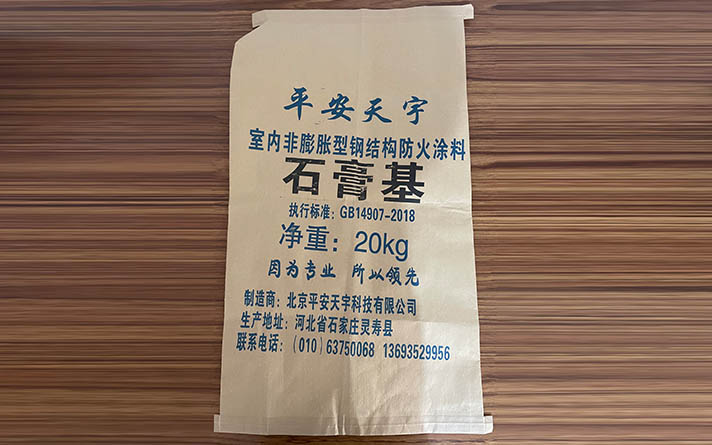 平安天宇
室内非膨胀型钢结构防火涂料
石膏基
执行标准：GB14907-2018
净重：20kg
因为专业 所以领先
制造商：北京平安天宇科技有限公司
生产地址：河北省石家庄灵寿县
联系电话：（010）63750068 13693529956